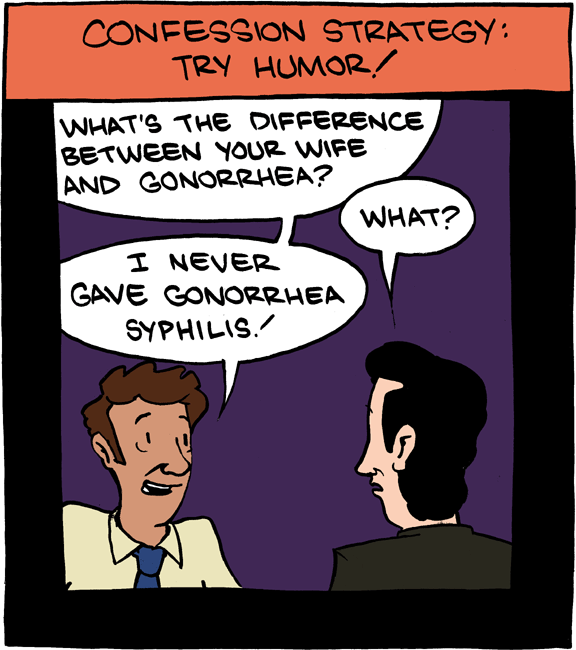 CONFESSION STRATEGY:
TRY HUMOR!
WHAT'S THE DIFFERENCE
BETWEEN YOUR WIFE
AND GONORRHEA?
WHAT?
I NEVER
GAVE GONORRHEA
SYPHILIS!